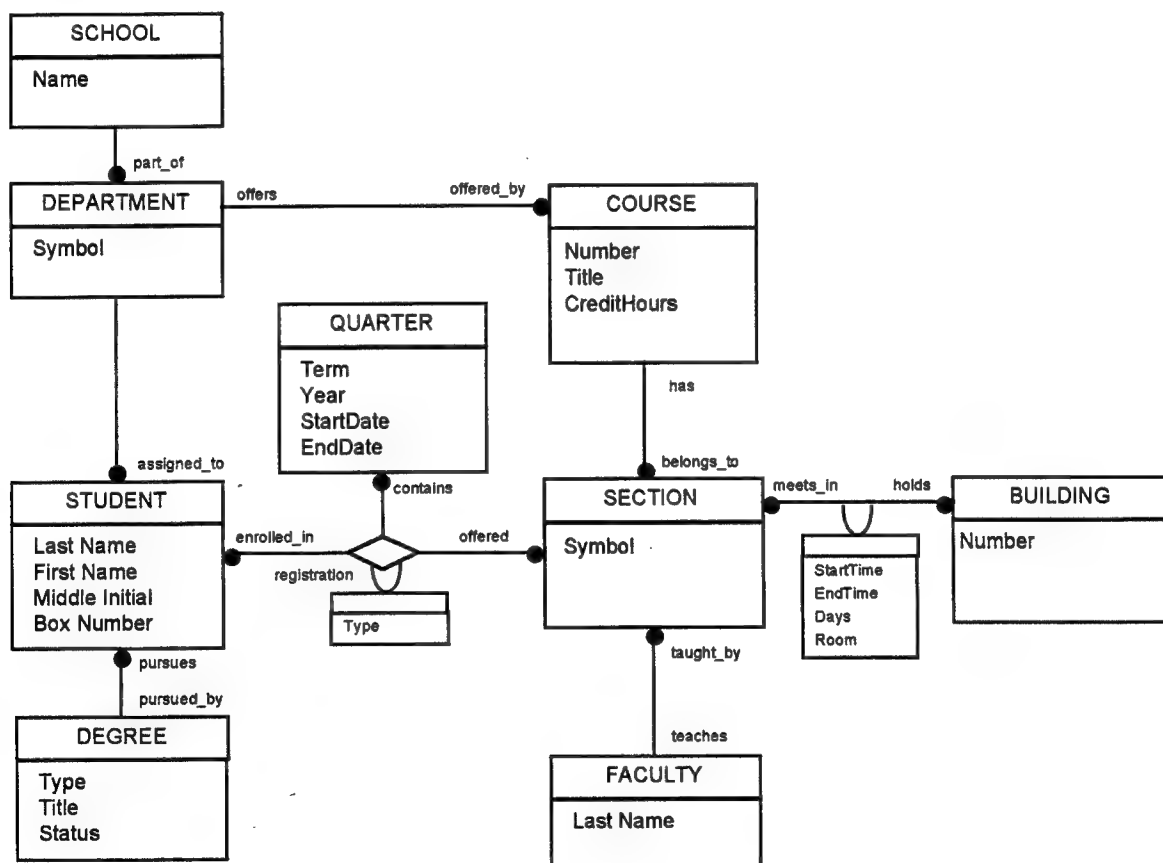 SCHOOL
Name
part_of
DEPARTMENT
Symbol
offers
offered_by
COURSE
Number
Title
CreditHours
QUARTER
Term
Year
StartDate
EndDate
has
assigned_to
contains
belongs_to
STUDENT
Last Name
First Name
Middle Initial
Box Number
enrolled_in
registration
offered
Type
SECTION
Symbol
meets_in
holds
StartTime
EndTime
Days
Room
BUILDING
Number
pursues
pursued_by
taught_by
teaches
DEGREE
Type
Title
Status
FACULTY
Last Name